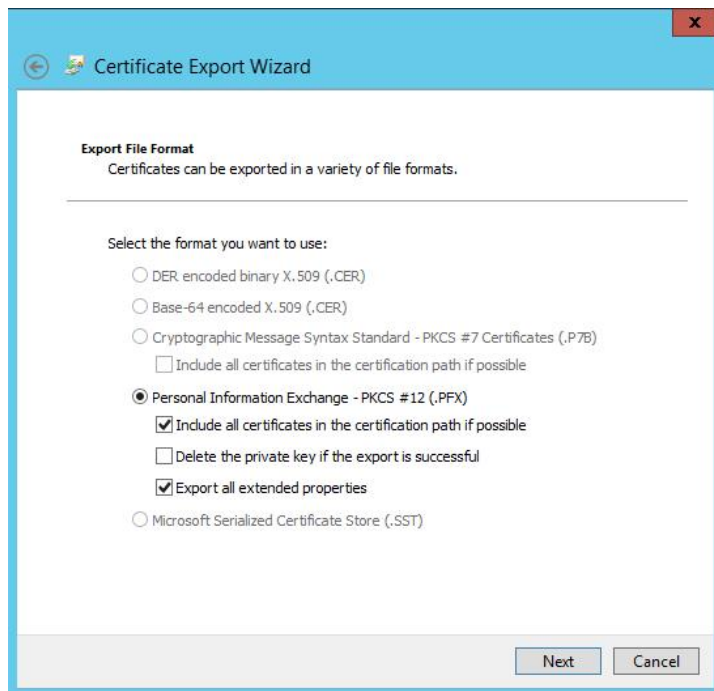 x
Certificate Export Wizard
Export File Format
Certificates can be exported in a variety of file formats.
Select the format you want to use:
DER encoded binary X.509 (.CER)
Base-64 encoded X.509 (.CER)
Cryptographic Message Syntax Standard - PKCS #7 Certificates (.P7B)
Include all certificates in the certification path if possible
Personal Information Exchange - PKCS #12 (.PFX)
Include all certificates in the certification path if possible
Delete the private key if the export is successful
Export all extended properties
Microsoft Serialized Certificate Store (.SST)
Next Cancel